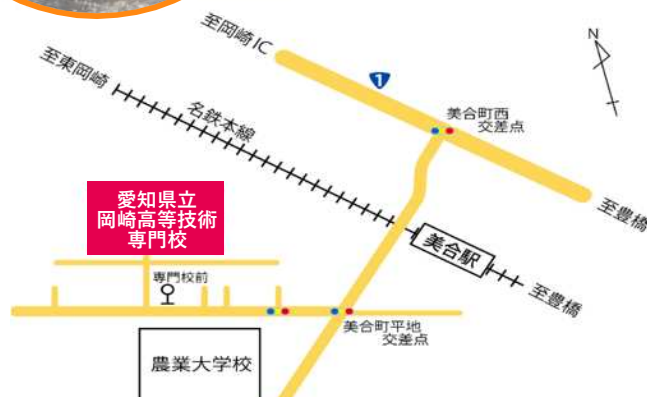 至岡崎IC
1
N
至東岡崎
名鉄本線
美合町西
交差点
愛知県立
岡崎高等技術
専門校
至豊橋
美合駅
専門校前
至豊橋
美合町平地
交差点
農業大学校